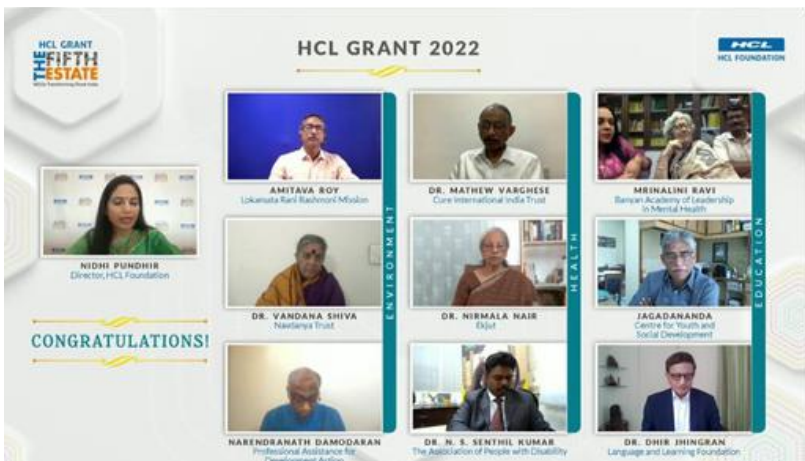 HCL GRANT
THE FIFTH
ESTATE
HCL GRANT 2022
HCL
HCL FOUNDATION
NIDHI PUNDHIR
Director, HCL Foundation
CONGRATULATIONS!
AMITAVA ROY
Lokamata Rani Rashmoni Mission
DR. VANDANA SHIVA
Navdanya Trust
NARENDRANATH DAMODARAN
Professional Assistance for
Development Action
ENVIRONMENT
DR. MATHEW VARGHESE
Cure International India Trust
DR. NIRMALA NAIR
Ekjut
DR. N. S. SENTHIL KUMAR
The Association of People with Disability
HEALTH
MRINALINI RAVI
Banyan Academy of Leadership
in Mental Health
JAGADANANDA
Centre for Youth and
Social Development
DR. DHIR JHINGRAN
Language and Learning Foundation
EDUCATION